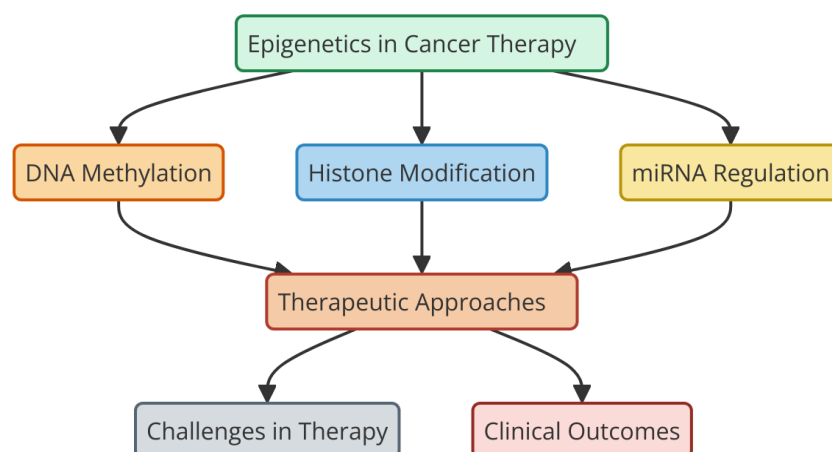 Epigenetics in Cancer Therapy
DNA Methylation
Histone Modification
miRNA Regulation
Therapeutic Approaches
Challenges in Therapy
Clinical Outcomes